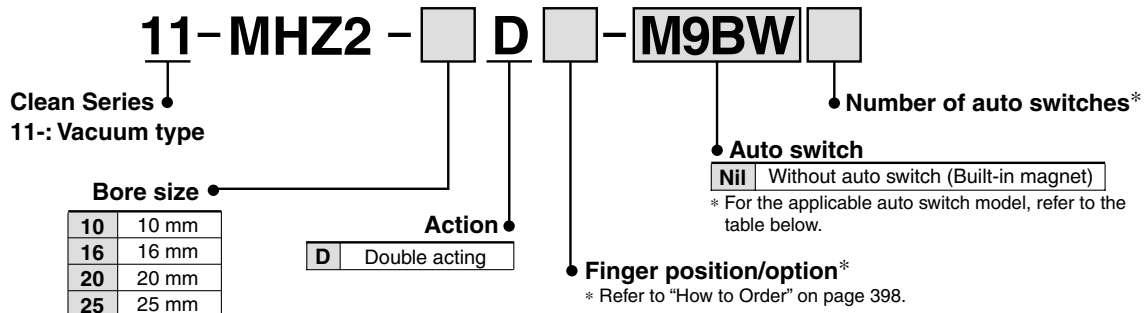 11-MHZ2-D-M9BW
Clean Series
11-: Vacuum type
Number of auto switches*
Auto switch
Nil Without auto switch (Built-in magnet)
* For the applicable auto switch model, refer to the
table below.
Bore size
10 10 mm
16 16 mm
20 20 mm
25 25 mm
Action
D Double acting
Finger position/option*
* Refer to “How to Order” on page 398.